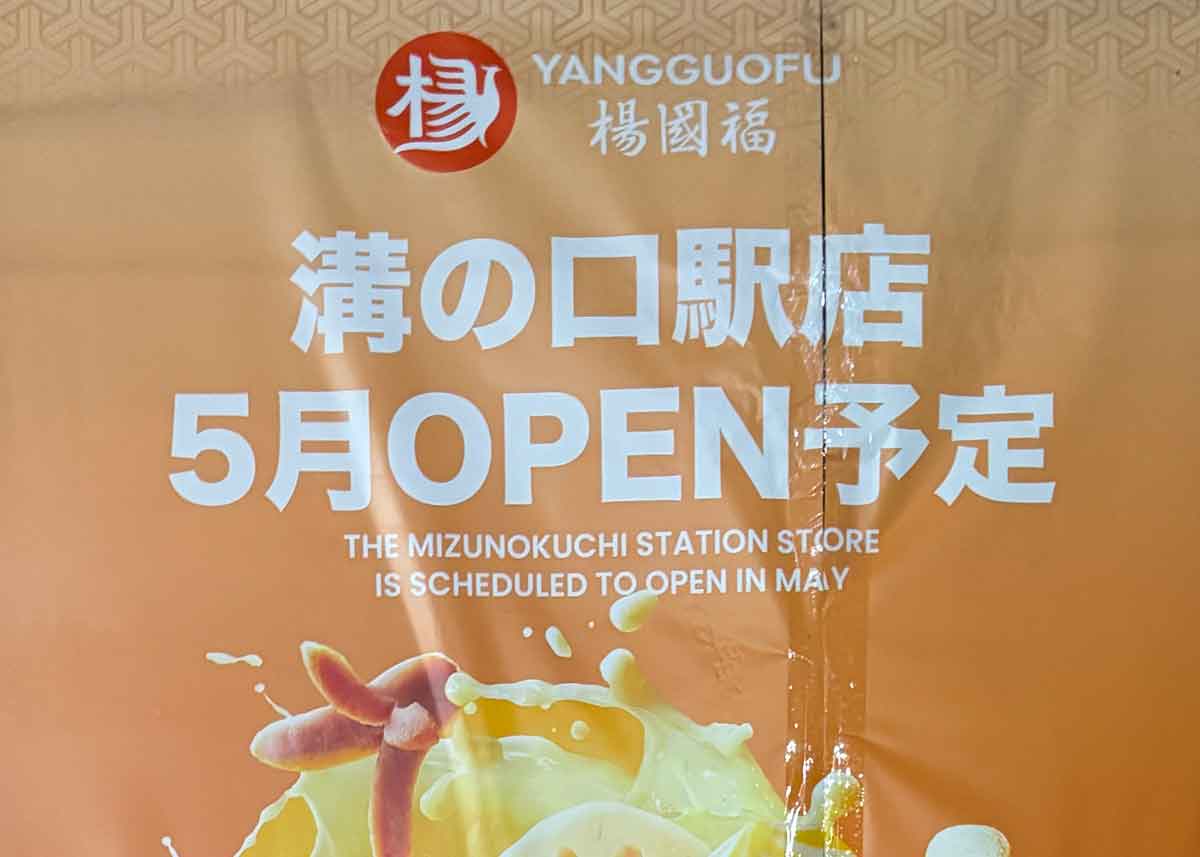 楊
YANGGUOFU
楊國福
溝の口駅店
5月OPEN予定
THE MIZUNOKUCHI STATION STORE
IS SCHEDULED TO OPEN IN MAY